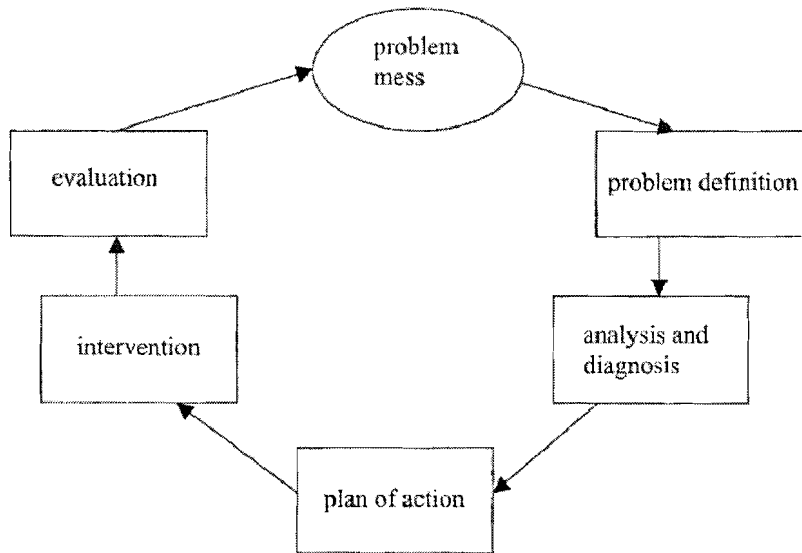 problem
mess
problem definition
analysis and
diagnosis
plan of action
intervention
evaluation